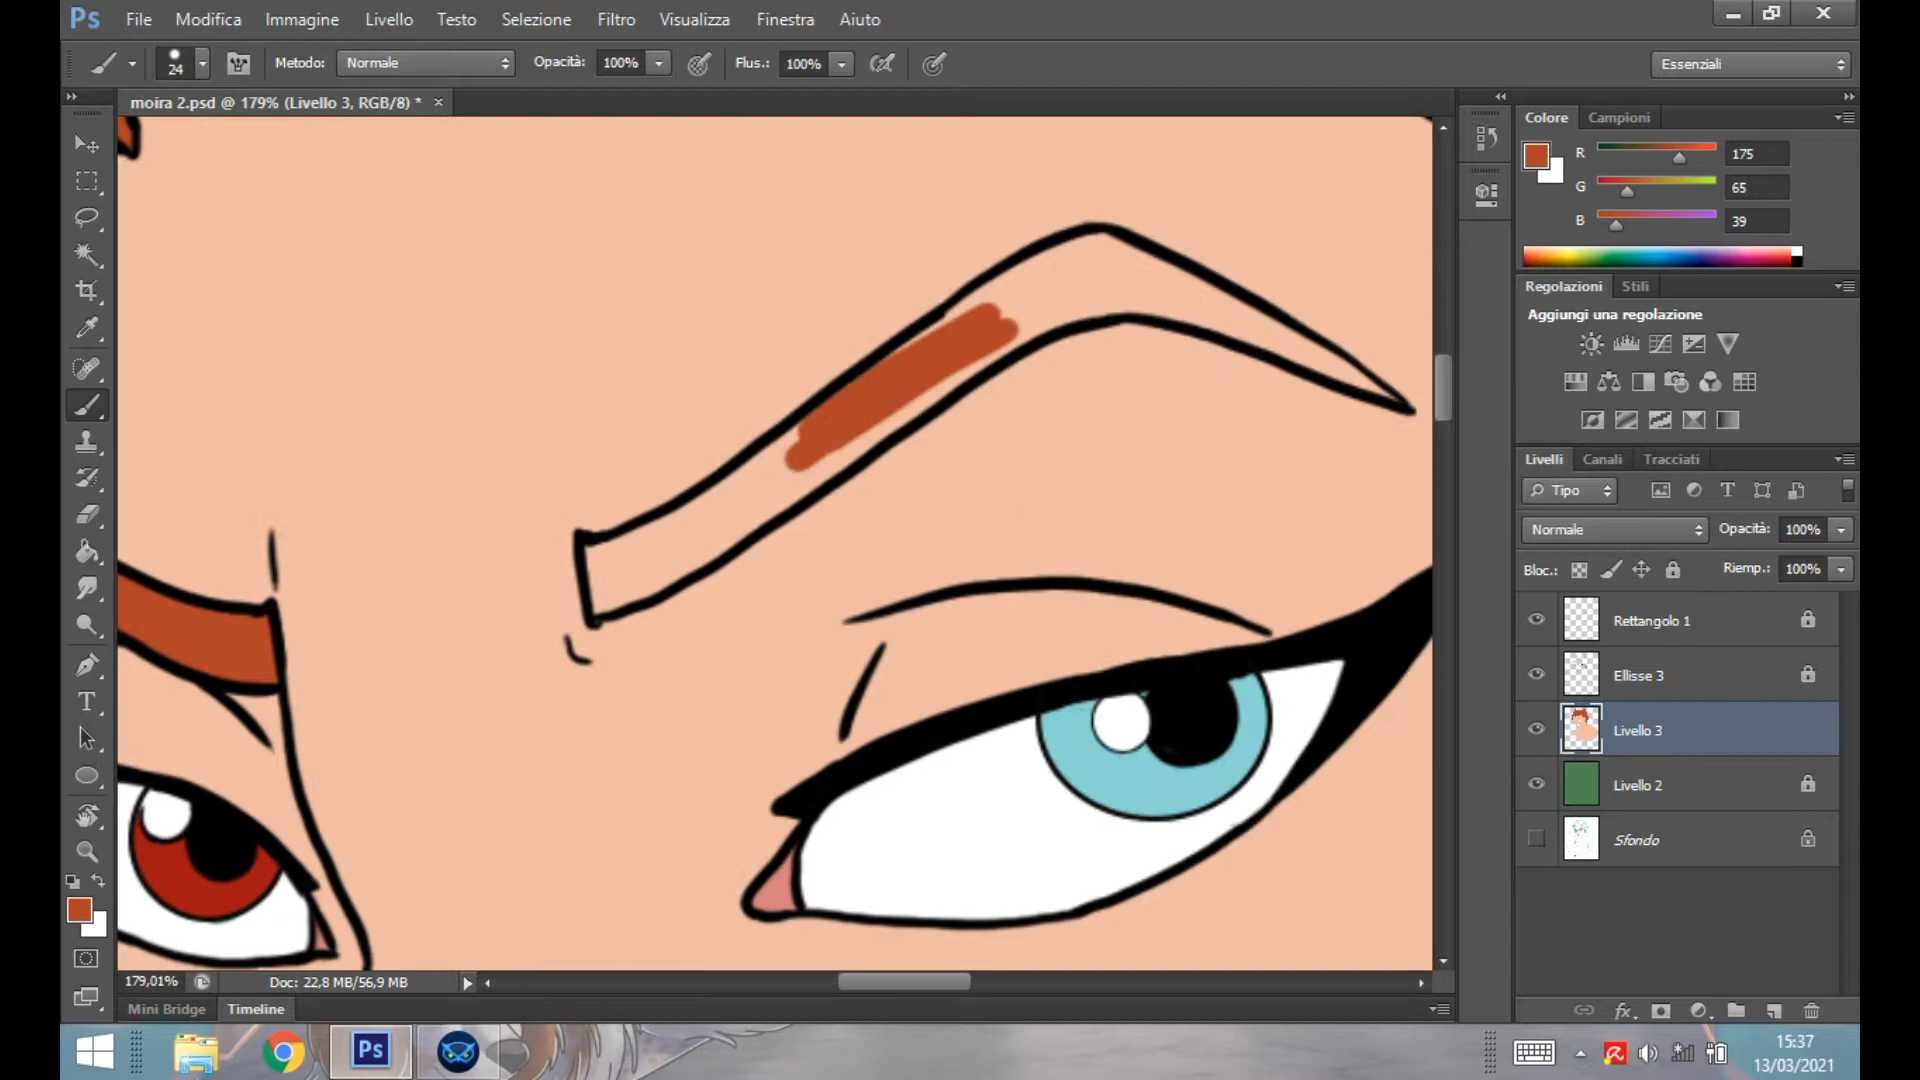 Ps File Modifica Immagine Livello Testo Selezione Filtro Visualizza Finestra Aiuto
24 Metodo: Normale Opacità: 100% Flus.: 100% Essenziali
moira 2.psd @ 179% (Livello 3, RGB/8) *
Colore Campioni
R 175
G 65
B 39
Regolazioni Stili
Aggiungi una regolazione
Livelli Canali Tracciati
Tipo
Normale Opacità: 100%
Bloc.: Riemp.: 100%
Rettangolo 1
Ellisse 3
Livello 3
Livello 2
Sfondo
T
fx
179,01% Doc: 22,8 MB/56,9 MB
Mini Bridge Timeline
Ps
15:37
13/03/2021